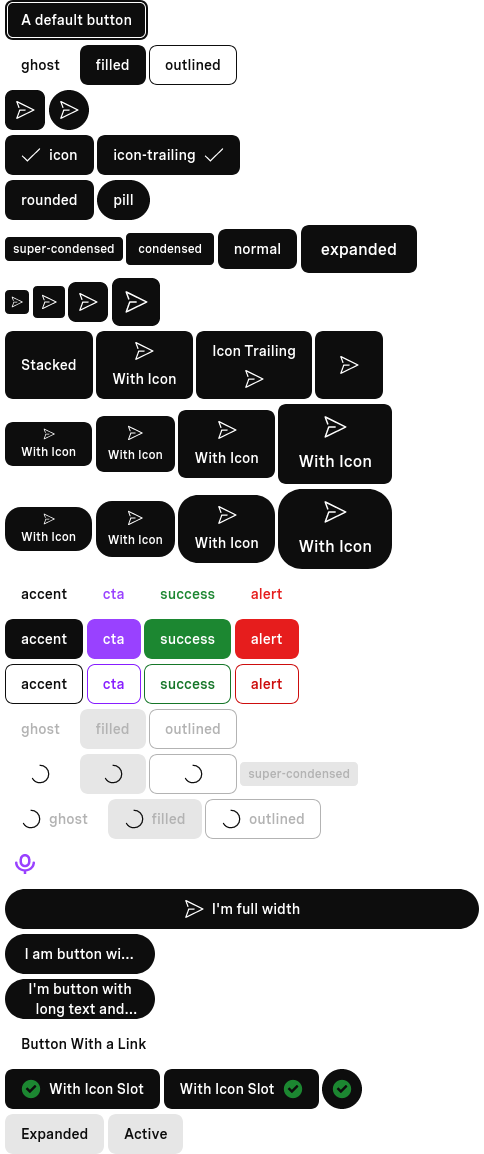 A default button
ghost filled outlined
icon icon-trailing
rounded pill
super-condensed condensed normal expanded
Stacked With Icon Icon Trailing
With Icon With Icon With Icon With Icon
With Icon With Icon With Icon With Icon
accent cta success alert
accent cta success alert
accent cta success alert
ghost filled outlined
super-condensed
ghost filled outlined
I'm full width
I am button wi...
I'm button with
long text and...
Button With a Link
With Icon Slot With Icon Slot
Expanded Active